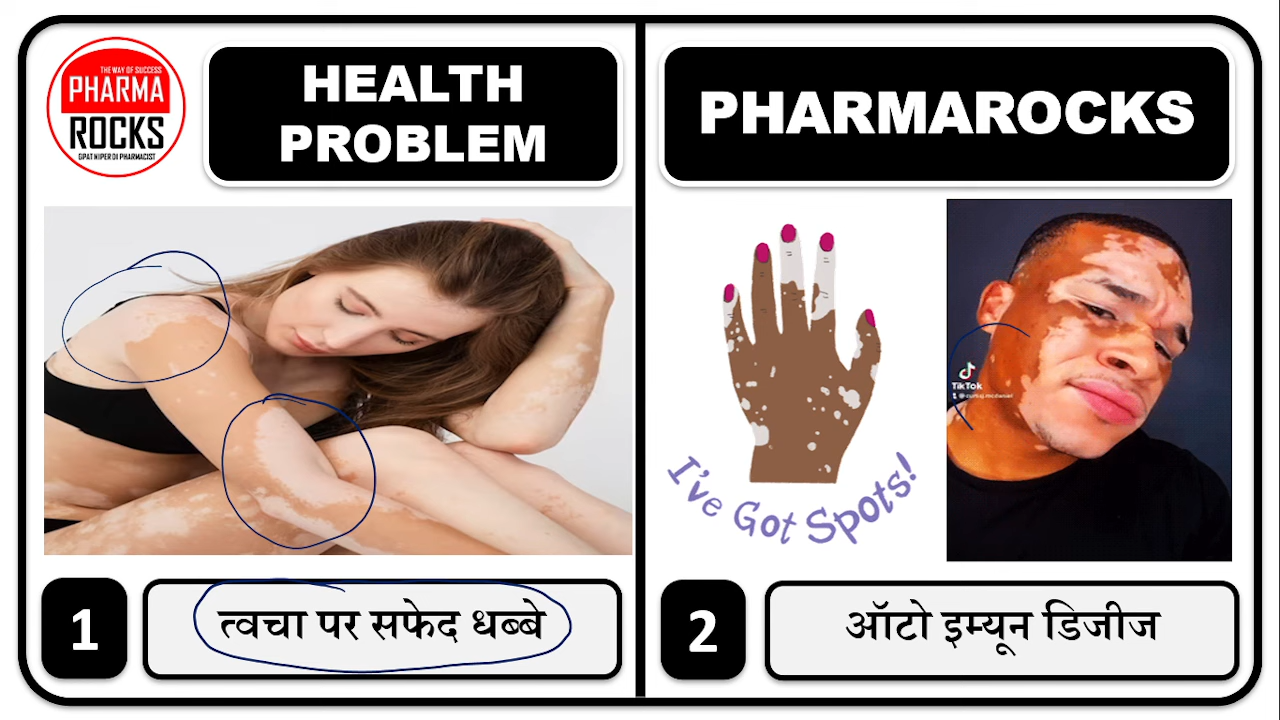 THE WAY OF SUCCESS
PHARMA
ROCKS
GPAT NIPER DI PHARMACIST
HEALTH
PROBLEM
PHARMAROCKS
I've Got Spots!
TikTok
1
त्वचा पर सफेद धब्बे
2
ऑटो इम्यून डिजीज